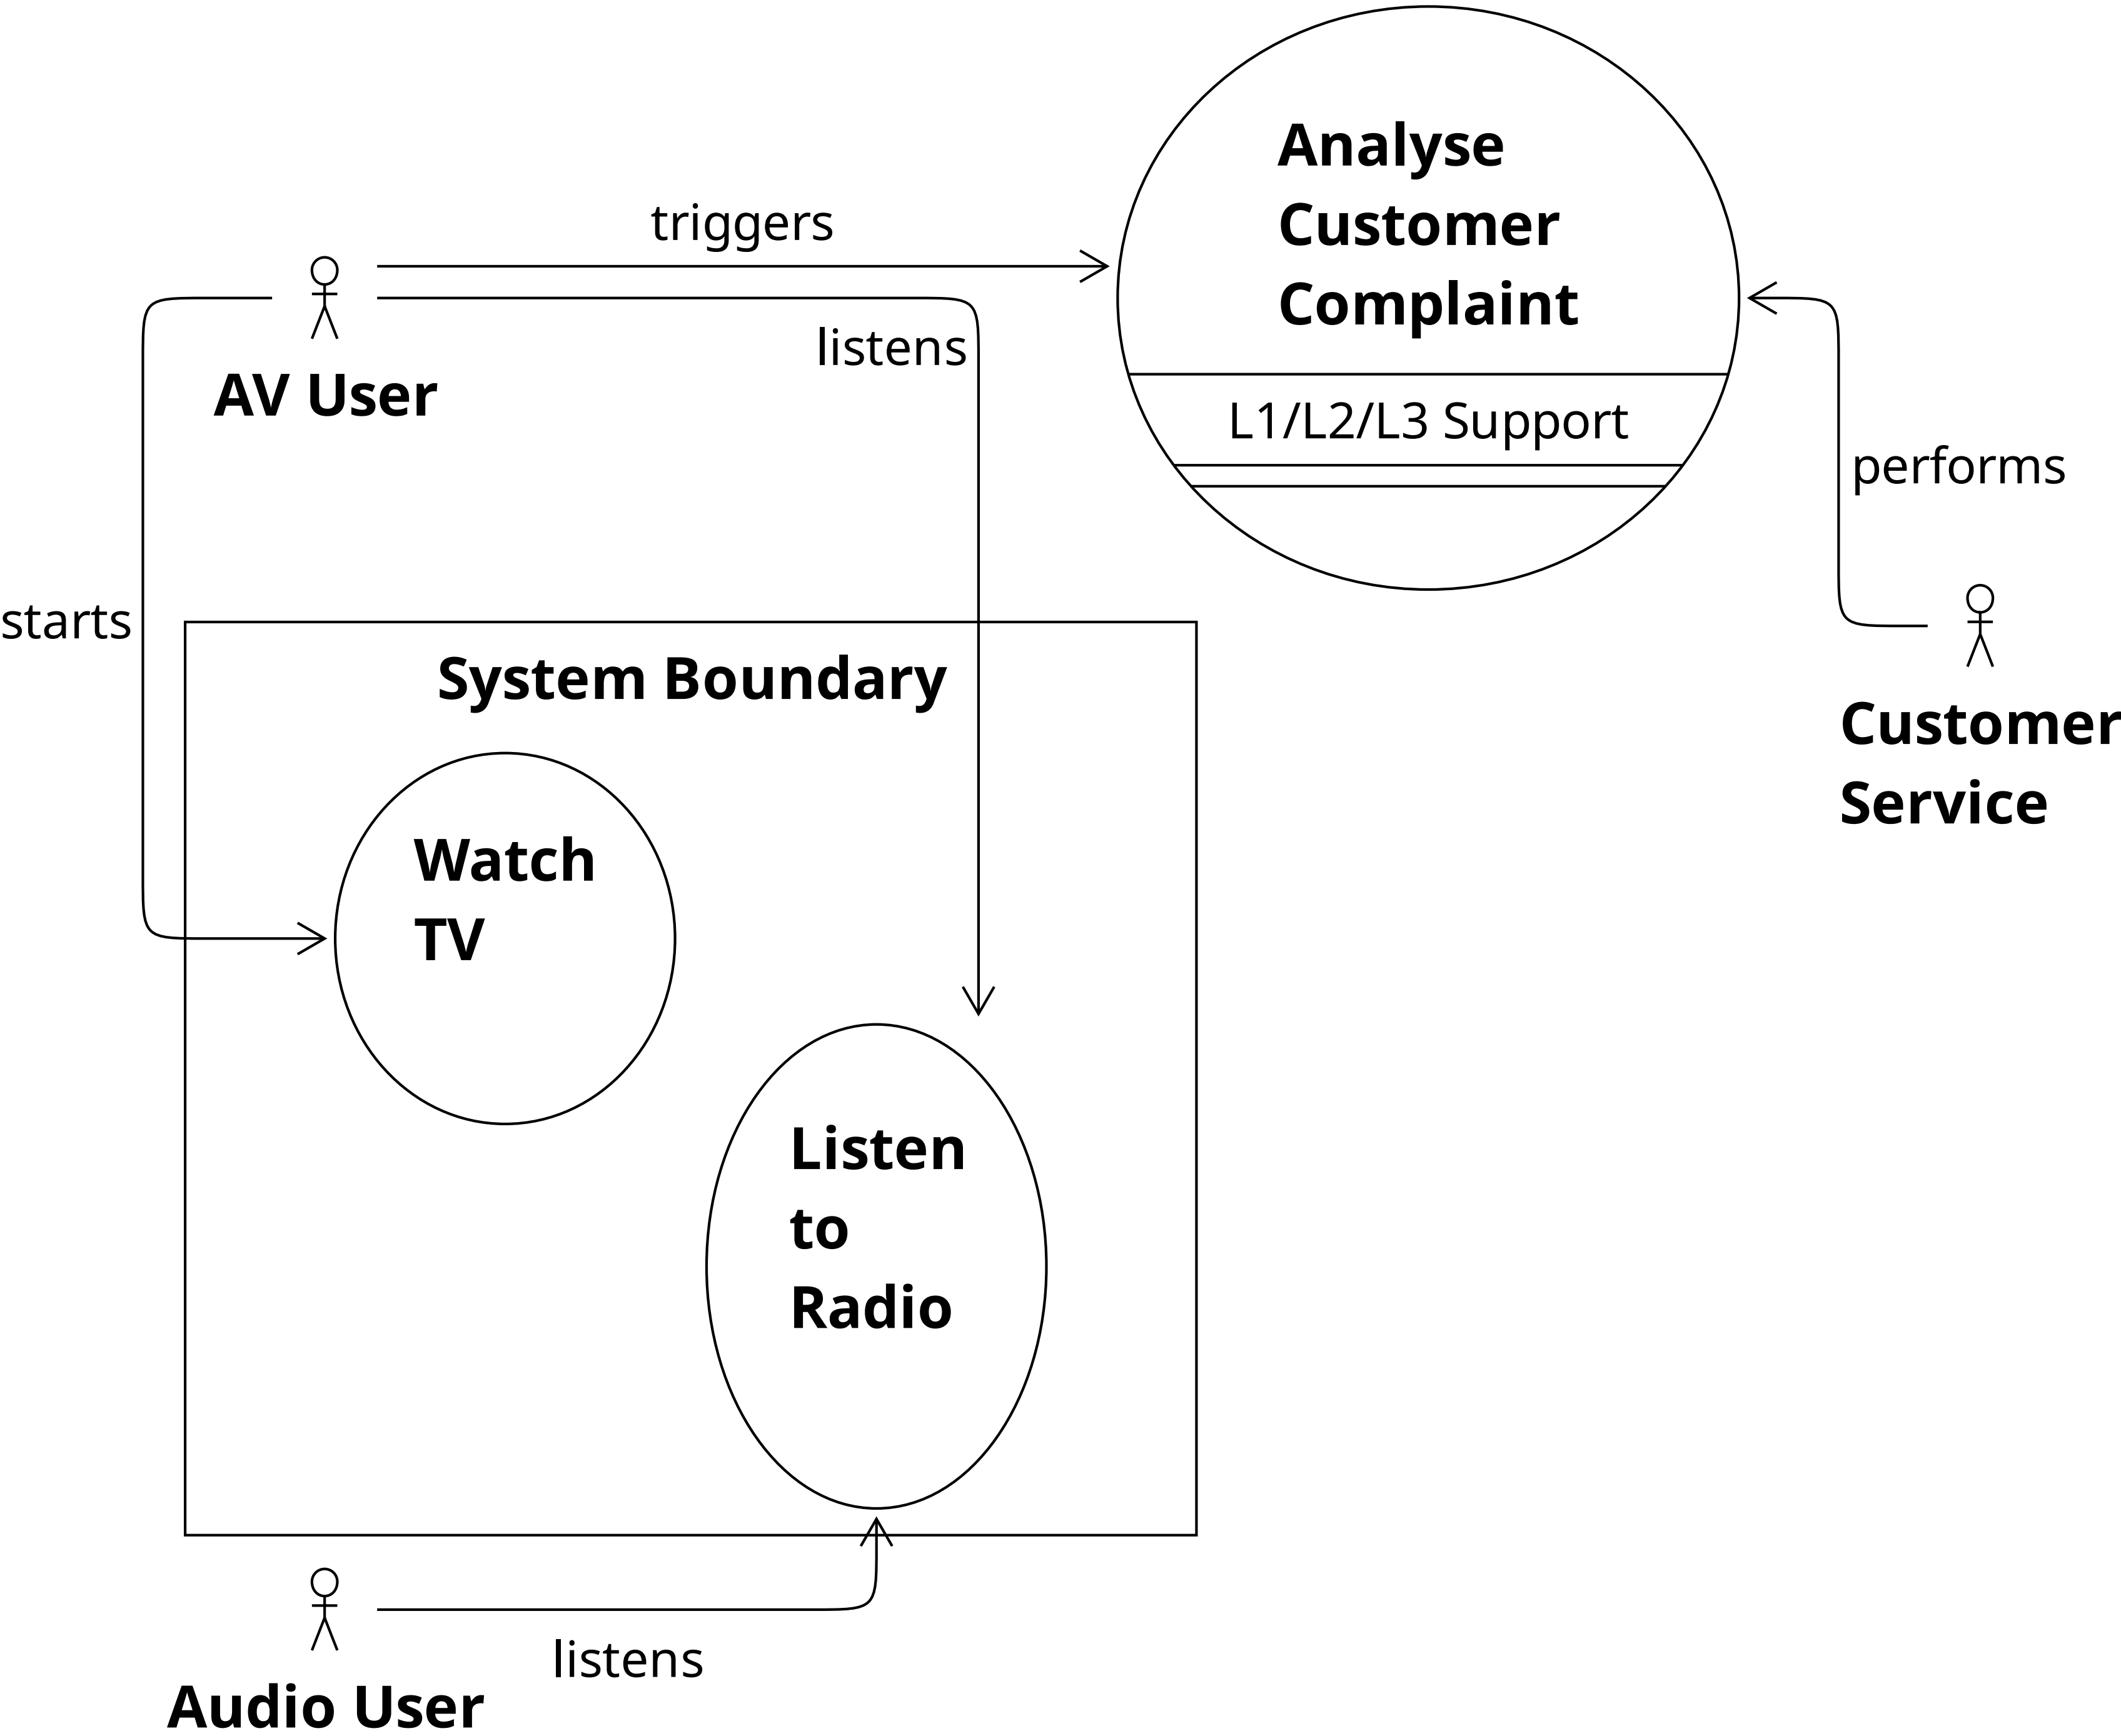 Analyse
Customer
Complaint
triggers
listens
AV User
L1/L2/L3 Support
performs
starts
System Boundary
Customer
Service
Watch
TV
Listen
to
Radio
listens
Audio User